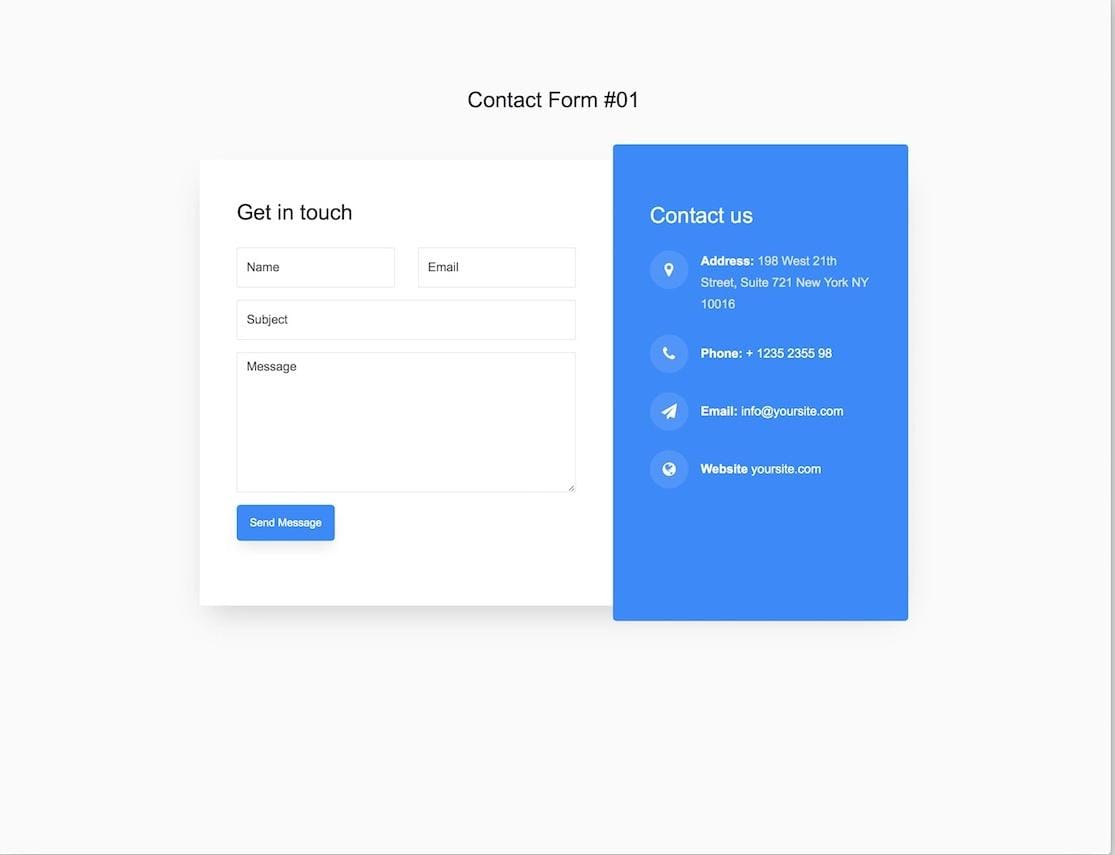 Contact Form #01
Get in touch
Name
Email
Subject
Message
Send Message
Contact us
Address: 198 West 21th
Street, Suite 721 New York NY
10016
Phone: + 1235 2355 98
Email: info@yoursite.com
Website yoursite.com